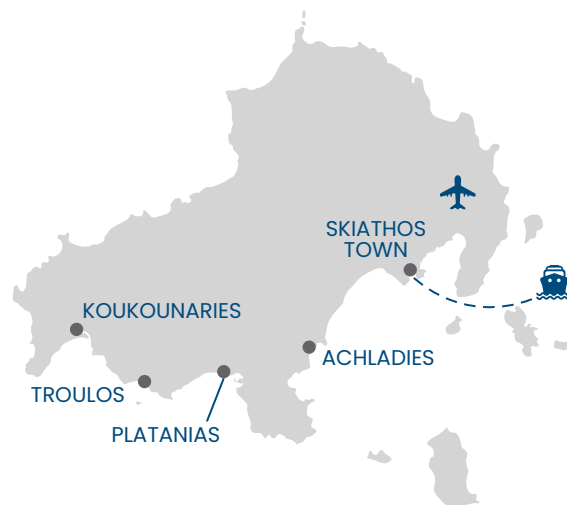 SKIATHOS
TOWN
KOUKOUNARIES
ACHLADIES
TROULOS
PLATANIAS